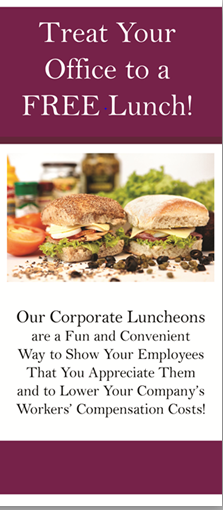 Treat Your
Office to a
FREE Lunch!
Our Corporate Luncheons
are a Fun and Convenient
Way to Show Your Employees
That You Appreciate Them
and to Lower Your Company's
Workers' Compensation Costs!